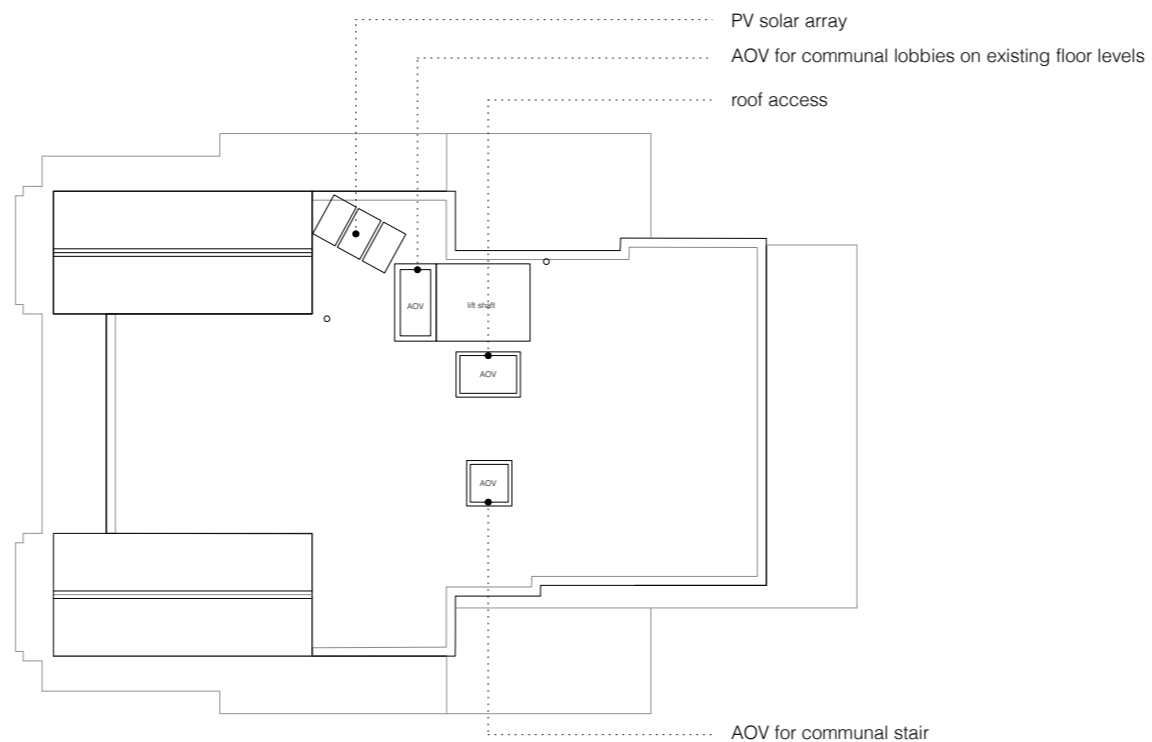 PV solar array
AOV for communal lobbies on existing floor levels
roof access
AOV
lift shaft
AOV
AOV
AOV for communal stair